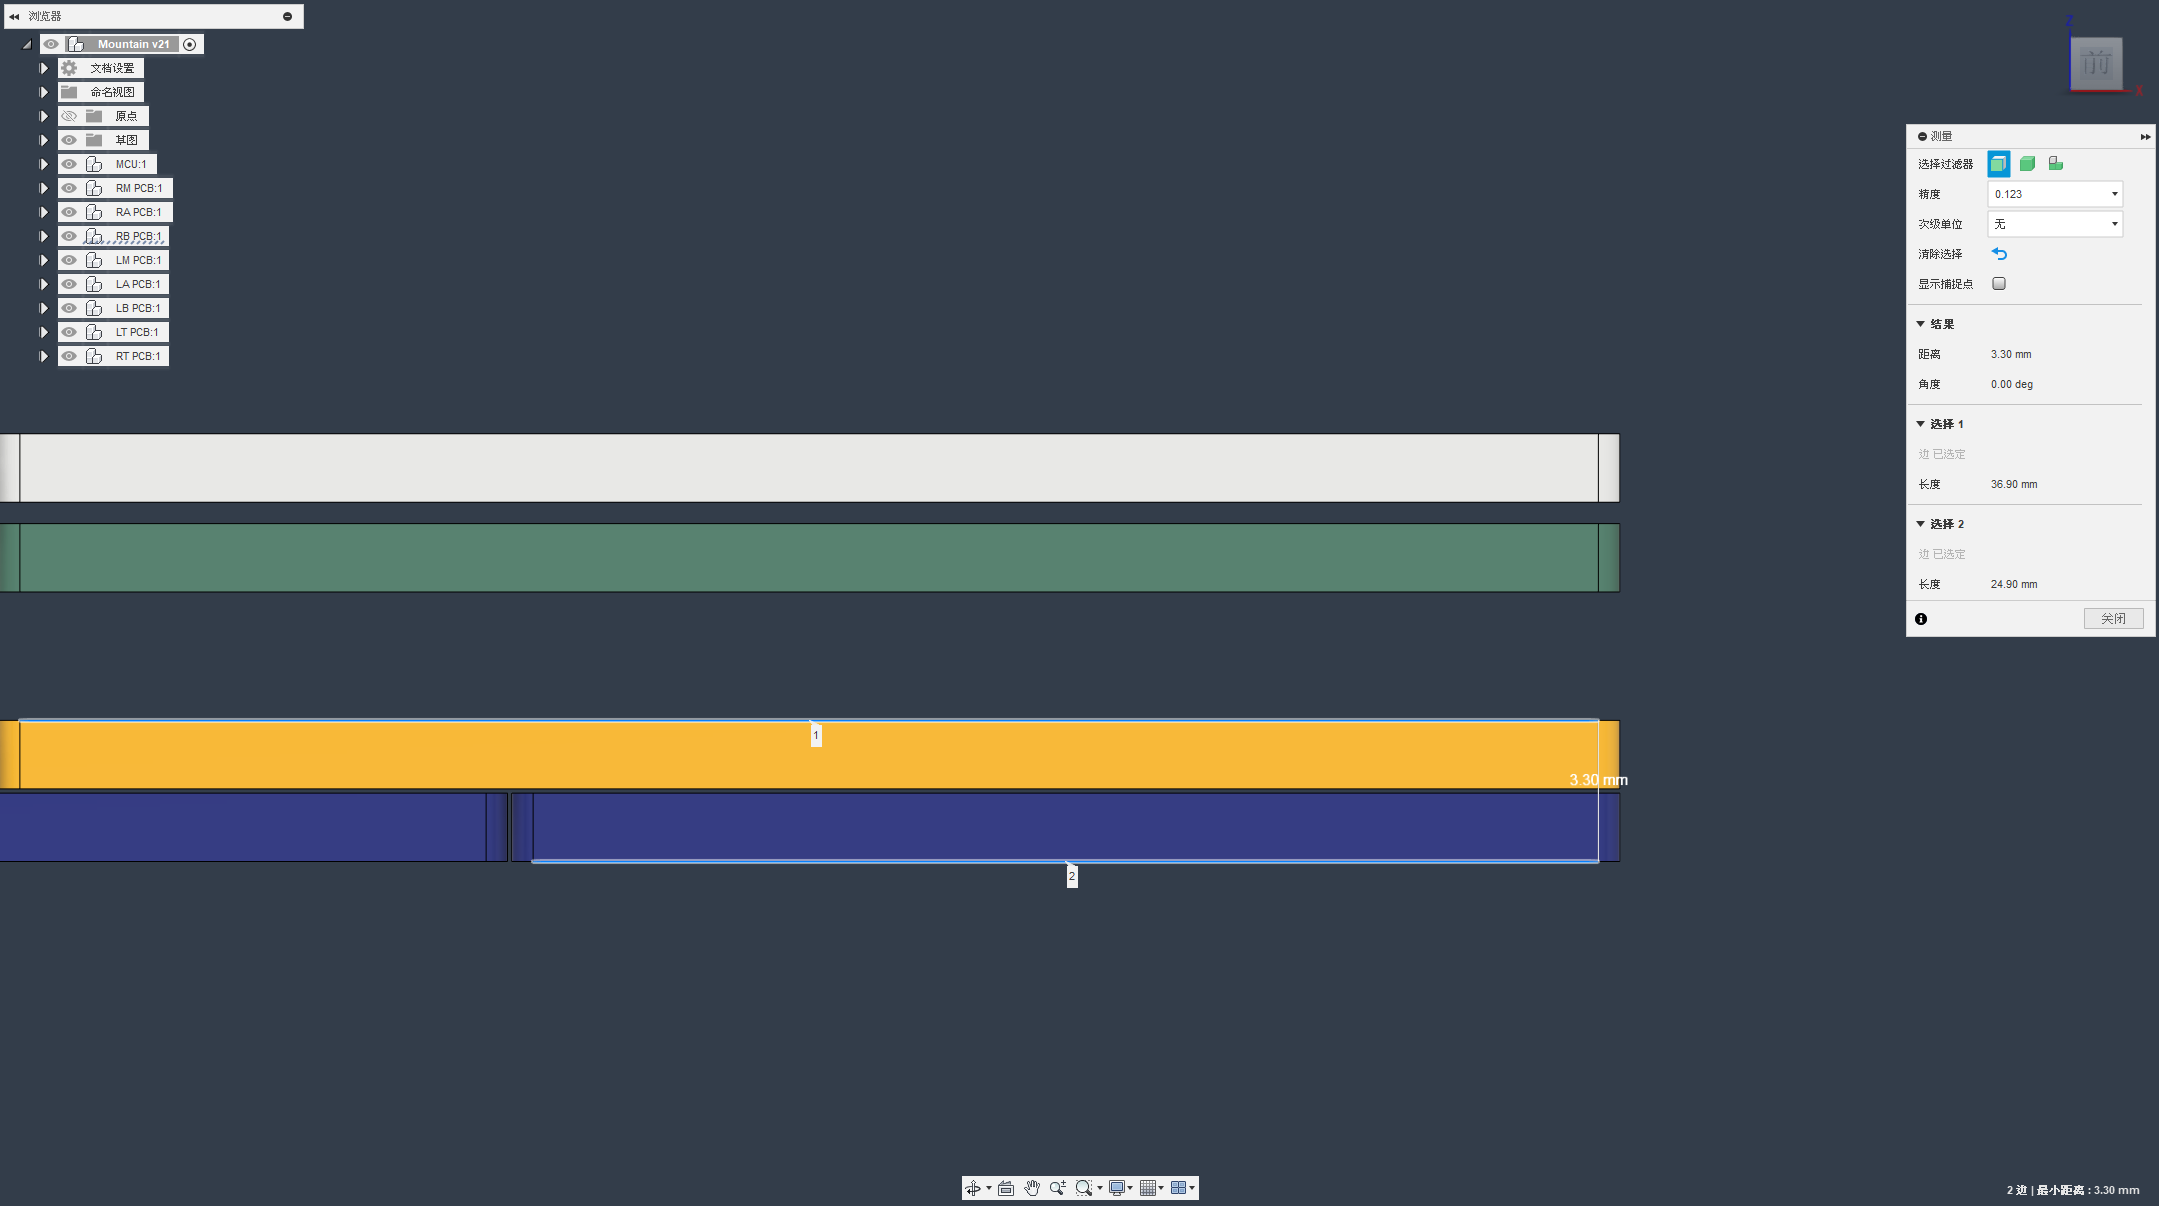 浏览器
Mountain v21
文档设置
命名视图
原点
草图
MCU:1
RM PCB:1
RA PCB:1
RB PCB:1
LM PCB:1
LA PCB:1
LB PCB:1
LT PCB:1
RT PCB:1
Z
前
X
测量
选择过滤器
精度 0.123
次级单位 无
清除选择
显示捕捉点
结果
距离 3.30 mm
角度 0.00 deg
选择 1
边 已选定
长度 36.90 mm
选择 2
边 已选定
长度 24.90 mm
关闭
1
3.30 mm
2
2 边 | 最小距离 : 3.30 mm